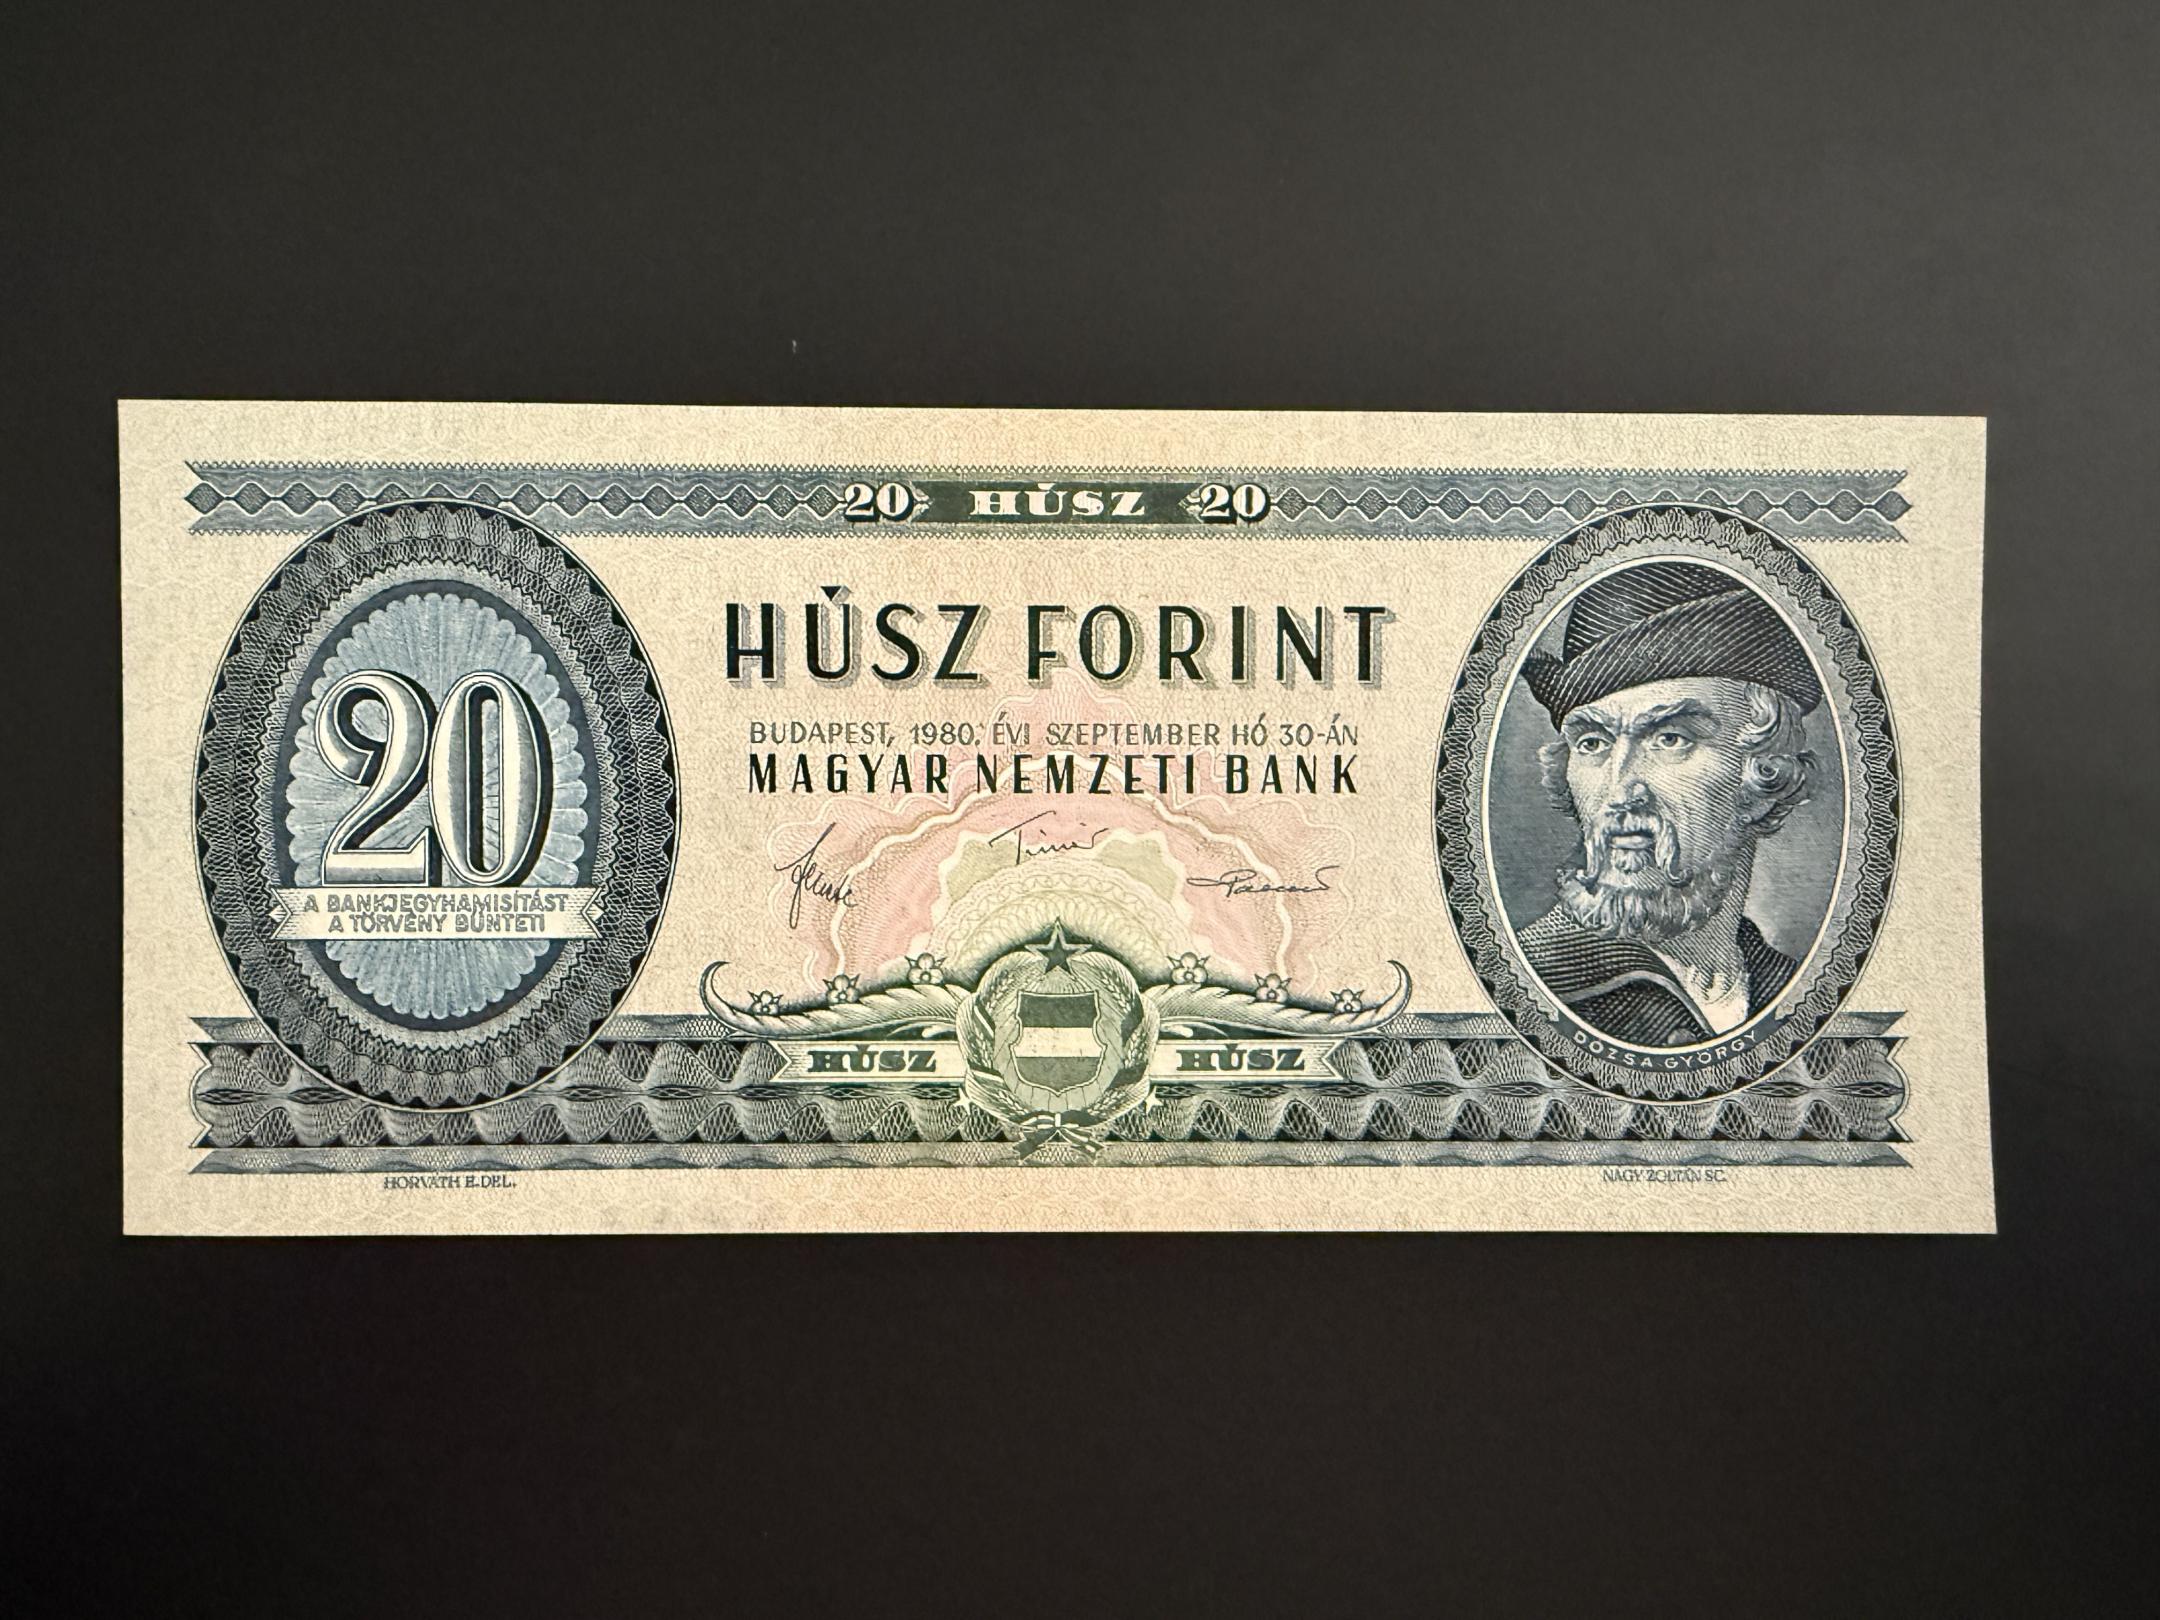 20 HÚSZ 20
HÚSZ FORINT
BUDAPEST, 1980. ÉVI SZEPTEMBER HÓ 30-ÁN
MAGYAR NEMZETI BANK
20
A BANKJEGYHAMISÍTÁST
A TÖRVÉNY BÜNTETI
HÚSZ HÚSZ
DÓZSA GYÖRGY
HORVÁTH E. DEL.
NAGY ZOLTÁN SC.